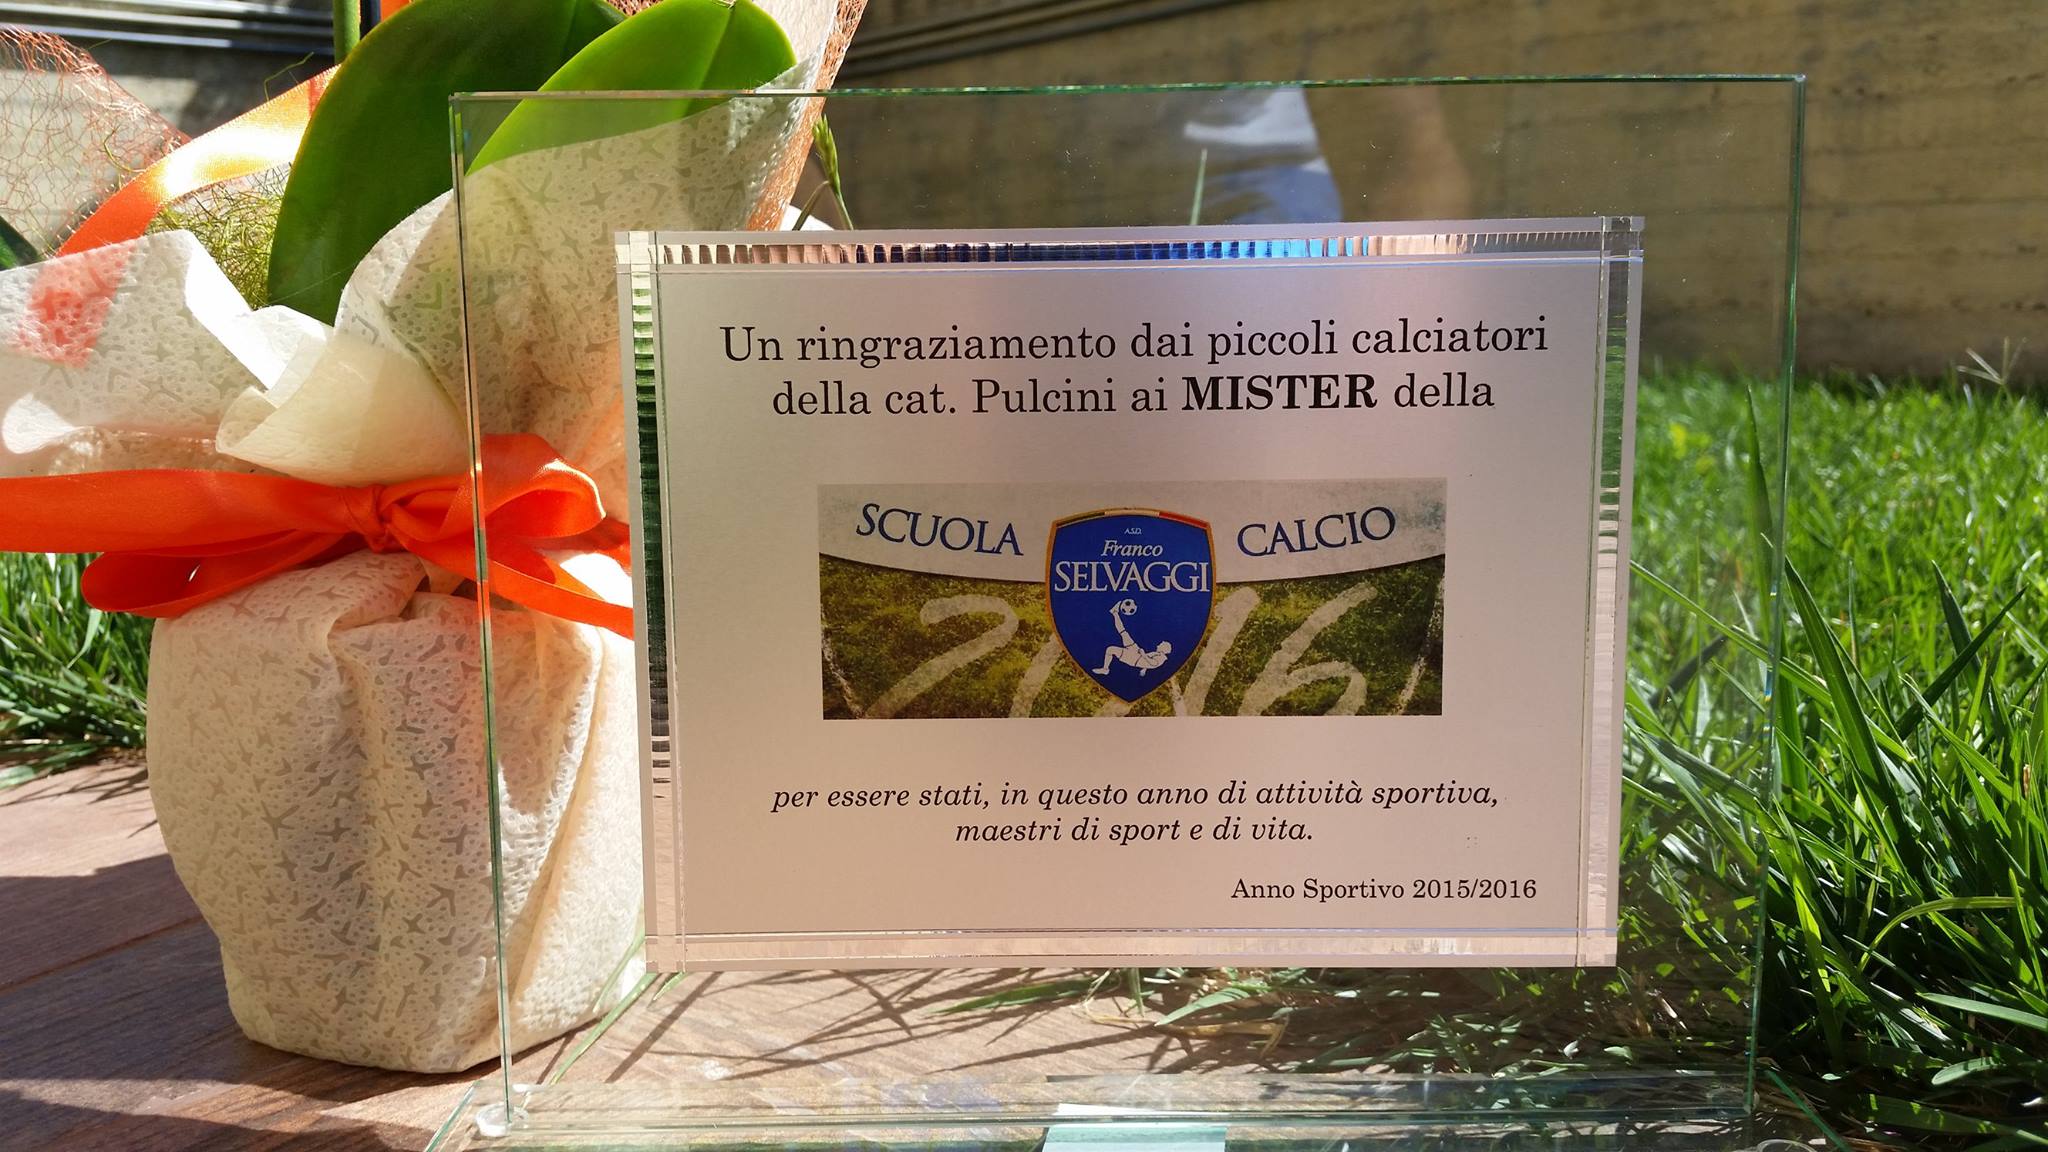 Un ringraziamento dai piccoli calciatori
della cat. Pulcini ai MISTER della
SCUOLA CALCIO
A.S.D.
Franco
SELVAGGI
2016
per essere stati, in questo anno di attività sportiva,
maestri di sport e di vita.
Anno Sportivo 2015/2016